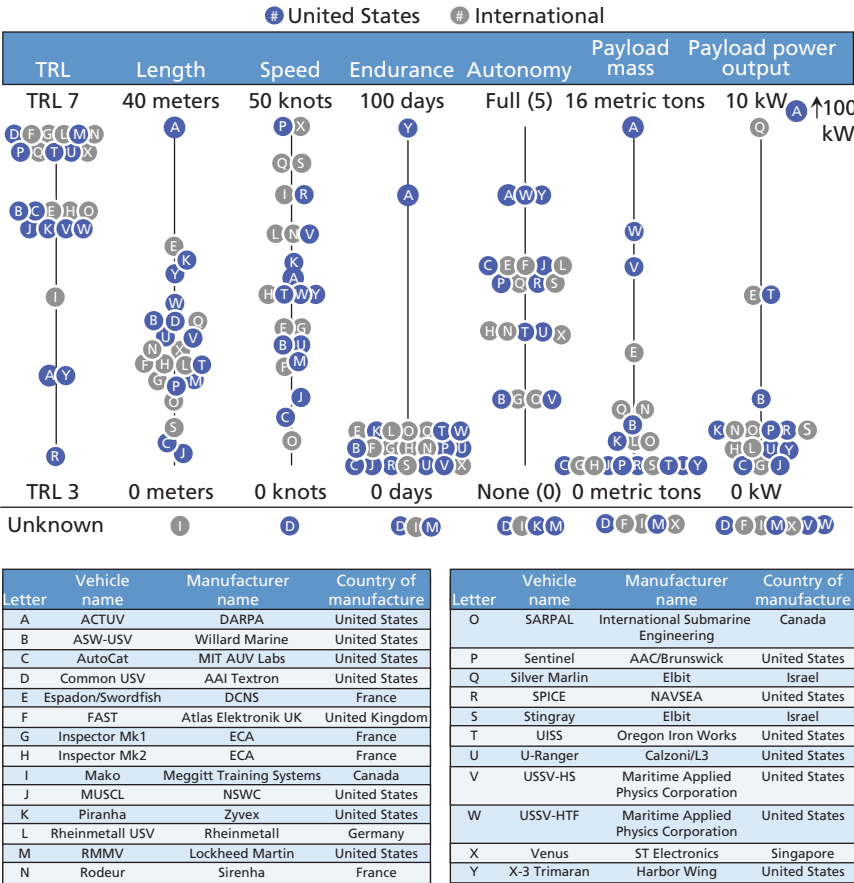 # United States # International
TRL Length Speed Endurance Autonomy Payload mass Payload power output
TRL 7 40 meters 50 knots 100 days Full (5) 16 metric tons 10 kW A ↑100 kW
D F G L M N
P Q T U X
B C E H O
J K V W
I
A Y
R
A
E
K
Y
W
B D Q
U V
N X
F H L T
G P M
O
S
C
J
P X
Q S
I R
L N V
K
A
H T W Y
E G
B U
F M
J
C
O
Y
A
E K L O Q T W
B F G H N P U
C J R S U V X
A W Y
C E F J L
P Q R S
H N T U X
B G O V
A
W
V
E
Q N
B
K L O
C G H J P R S T U Y
Q
E T
B
K N O P R S
H L U Y
C G J
TRL 3 0 meters 0 knots 0 days None (0) 0 metric tons 0 kW
Unknown I D D I M D I K M D F I M X D F I M X V W
Letter Vehicle name Manufacturer name Country of manufacture
A ACTUV DARPA United States
B ASW-USV Willard Marine United States
C AutoCat MIT AUV Labs United States
D Common USV AAI Textron United States
E Espadon/Swordfish DCNS France
F FAST Atlas Elektronik UK United Kingdom
G Inspector Mk1 ECA France
H Inspector Mk2 ECA France
I Mako Meggitt Training Systems Canada
J MUSCL NSWC United States
K Piranha Zyvex United States
L Rheinmetall USV Rheinmetall Germany
M RMMV Lockheed Martin United States
N Rodeur Sirenha France
Letter Vehicle name Manufacturer name Country of manufacture
O SARPAL International Submarine Engineering Canada
P Sentinel AAC/Brunswick United States
Q Silver Marlin Elbit Israel
R SPICE NAVSEA United States
S Stingray Elbit Israel
T UISS Oregon Iron Works United States
U U-Ranger Calzoni/L3 United States
V USSV-HS Maritime Applied Physics Corporation United States
W USSV-HTF Maritime Applied Physics Corporation United States
X Venus ST Electronics Singapore
Y X-3 Trimaran Harbor Wing United States